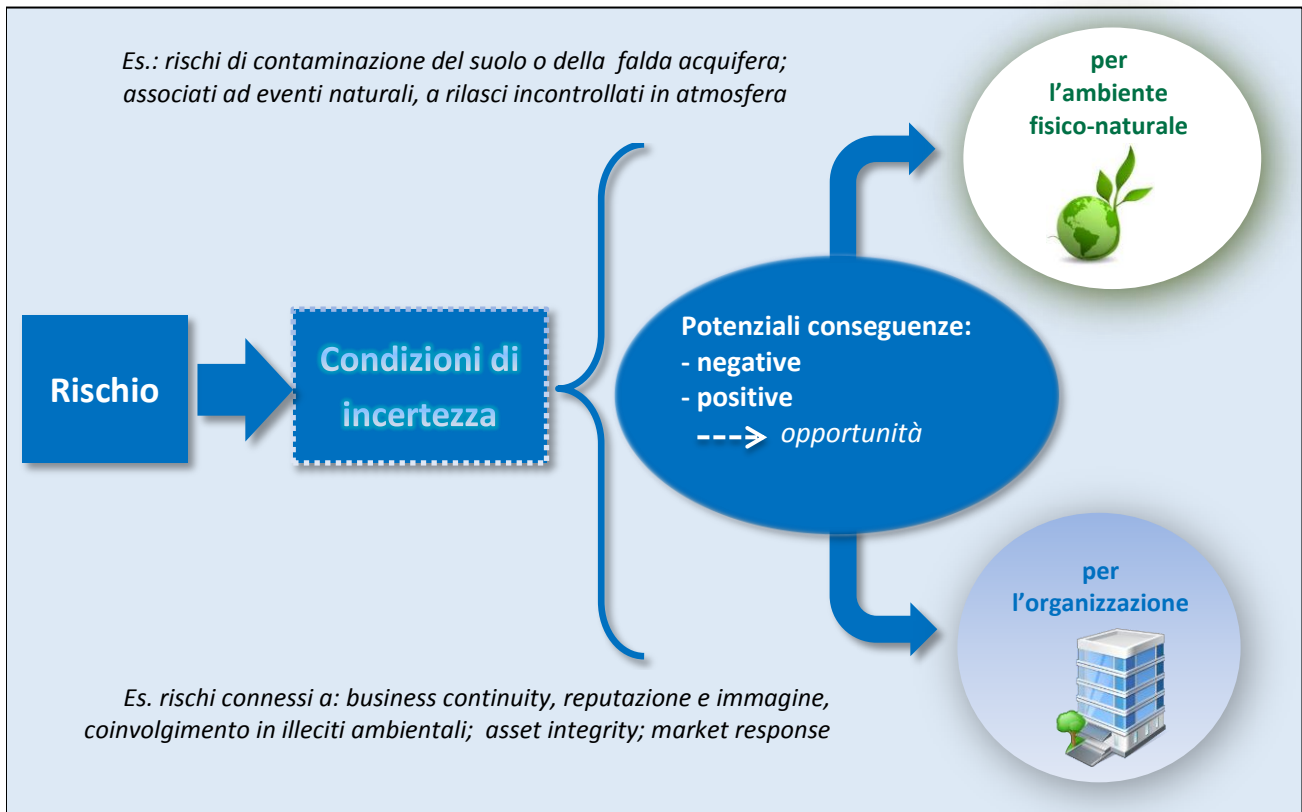 Es.: rischi di contaminazione del suolo o della falda acquifera;
associati ad eventi naturali, a rilasci incontrollati in atmosfera
per
l’ambiente
fisico-naturale
Rischio
Condizioni di
incertezza
Potenziali conseguenze:
- negative
- positive
opportunità
per
l’organizzazione
Es. rischi connessi a: business continuity, reputazione e immagine,
coinvolgimento in illeciti ambientali; asset integrity; market response